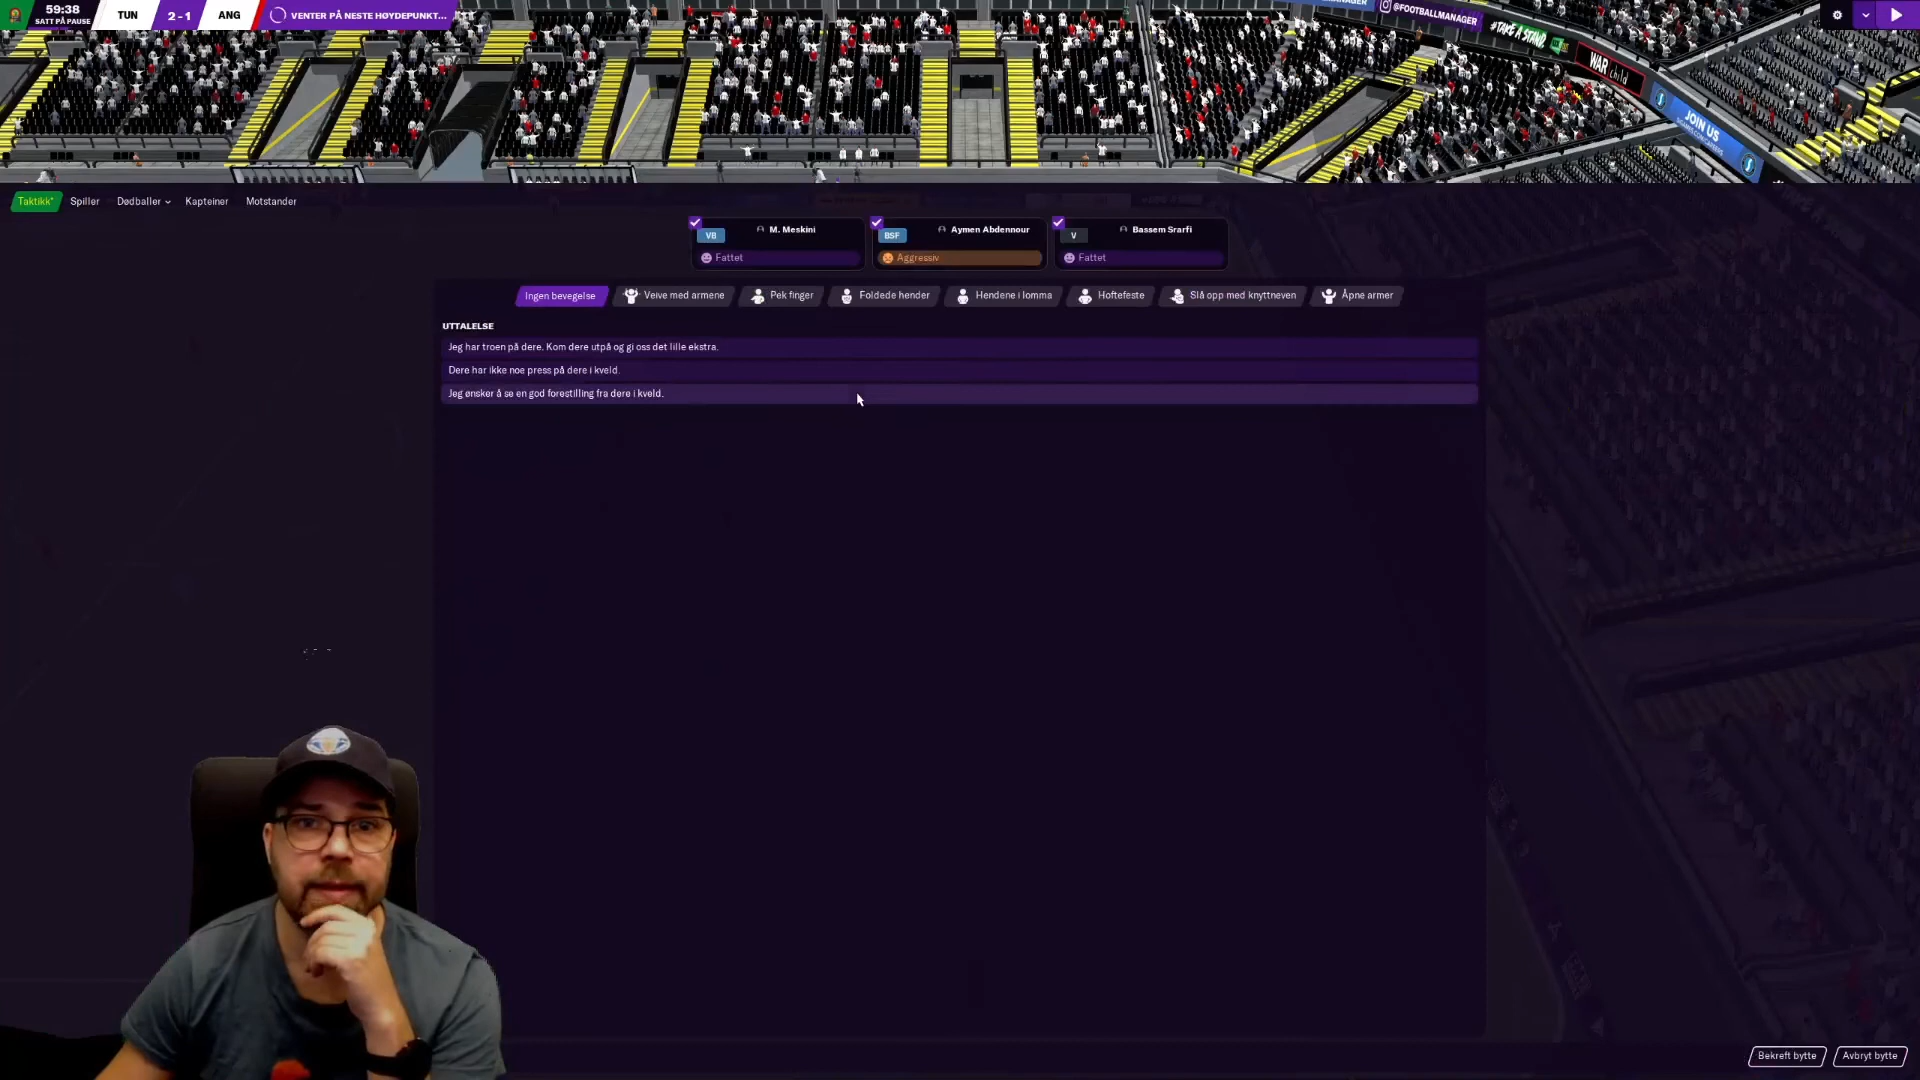 59:38
SATT PÅ PAUSE
TUN
2 - 1
ANG
VENTER PÅ NESTE HØYDEPUNKT...
@FOOTBALLMANAGER
#TAKE A STAND
WAR child
JOIN US
Taktikk*
Spiller
Dødballer
Kapteiner
Motstander
VB
M. Meskini
Fattet
BSF
Aymen Abdennour
Aggressiv
V
Bassem Srarfi
Fattet
Ingen bevegelse
Veive med armene
Pek finger
Foldede hender
Hendene i lomma
Hoftefeste
Slå opp med knyttneven
Åpne armer
UTTALELSE
Jeg har troen på dere. Kom dere utpå og gi oss det lille ekstra.
Dere har ikke noe press på dere i kveld.
Jeg ønsker å se en god forestilling fra dere i kveld.
Bekreft bytte
Avbryt bytte